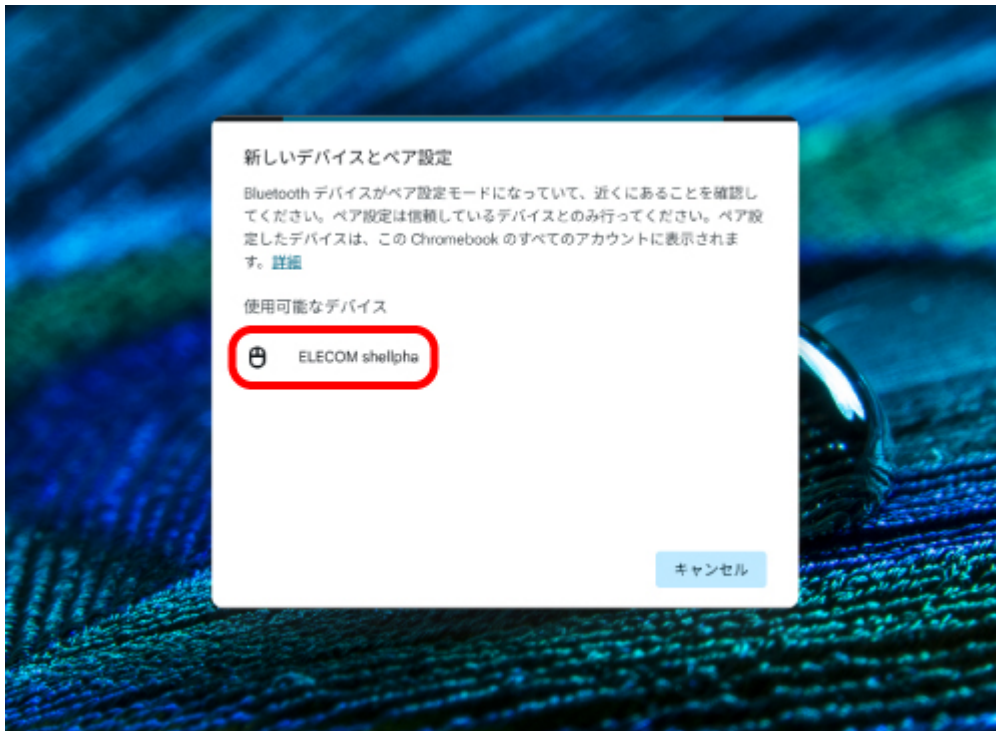 新しいデバイスとペア設定
Bluetooth デバイスがペア設定モードになっていて、近くにあることを確認し
てください。ペア設定は信頼しているデバイスとのみ行ってください。ペア設
定したデバイスは、この Chromebook のすべてのアカウントに表示されま
す。詳細
使用可能なデバイス
ELECOM shellpha
キャンセル